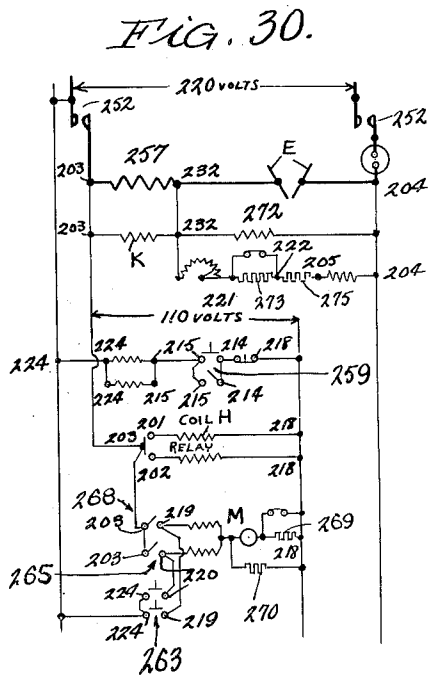 Fig. 30.
220 VOLTS
252 252
203 257 232 E 204
203 232 272
K
222 205
221 273 275 204
110 VOLTS
224 224 215 214 218
224 215 215 214 259
201 COIL H 218
203 RELAY
202 218
268
203 219 M 269
203 218
265 220 270
224
224 219
263